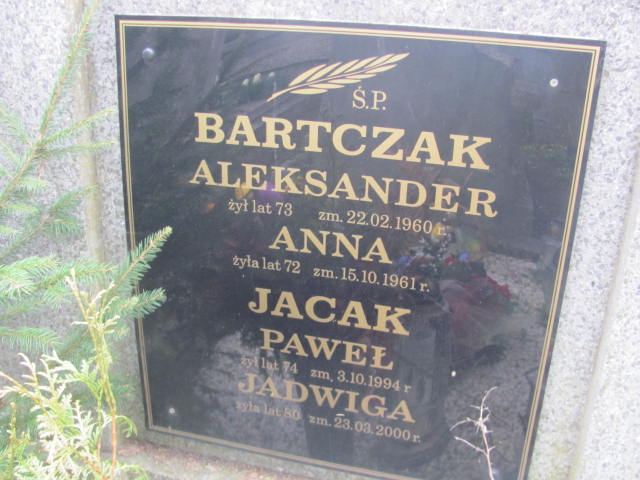 Ś.P.
BARTCZAK
ALEKSANDER
żył lat 73 zm. 22.02.1960 r.
ANNA
żyła lat 72 zm. 15.10.1961 r.
JACAK
PAWEŁ
żył lat 74 zm, 3.10.1994 r
JADWIGA
żyła lat 80 zm. 23.03.2000 r.